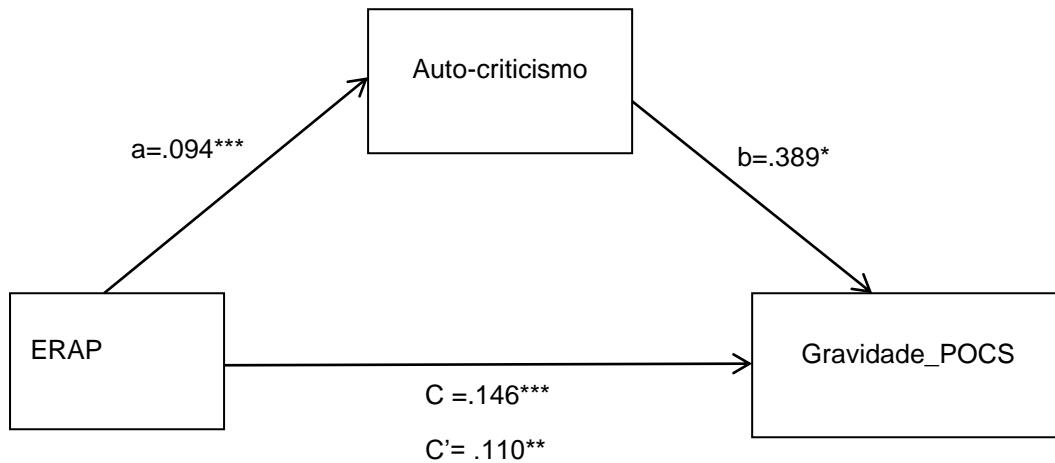 Auto-criticismo
a=.094***
b=.389*
ERAP
Gravidade_POCS
C =.146***
C’= .110**